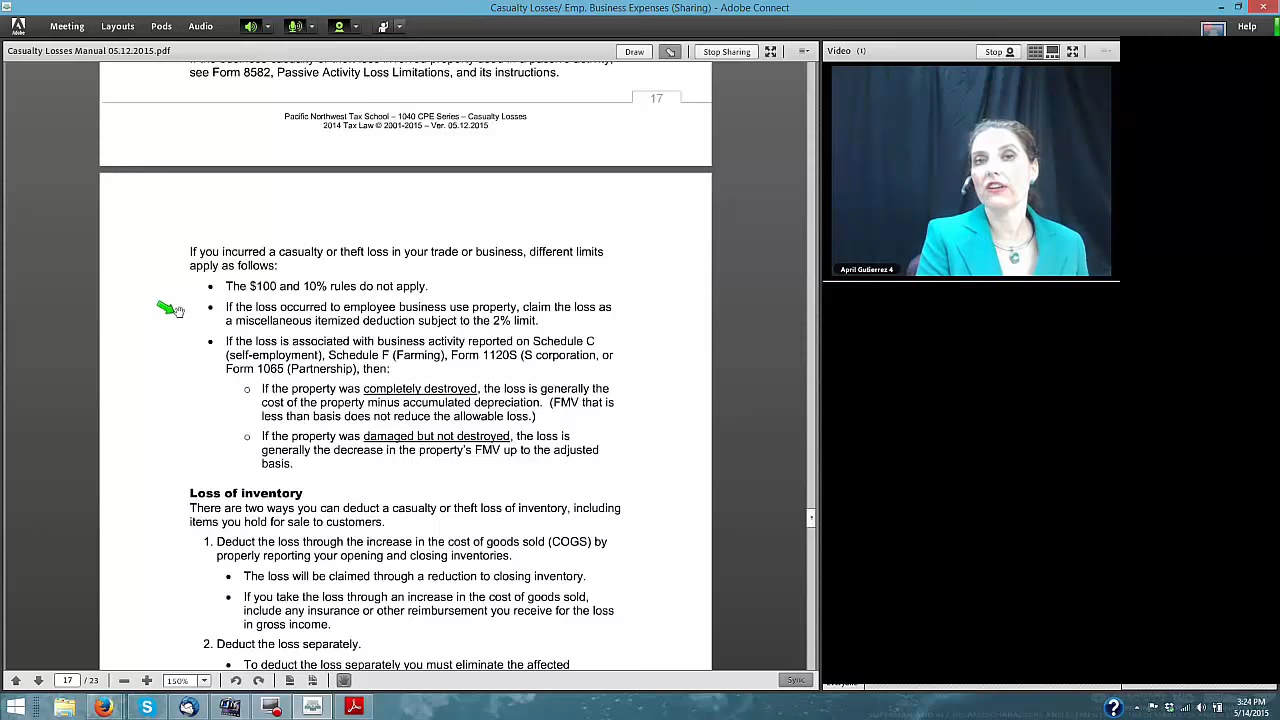 Casualty Losses/ Emp. Business Expenses (Sharing) - Adobe Connect
Adobe
Meeting Layouts Pods Audio Help
Casualty Losses Manual 05.12.2015.pdf
Draw
Stop Sharing
Video (1)
Stop
see Form 8582, Passive Activity Loss Limitations, and its instructions.
17
Pacific Northwest Tax School – 1040 CPE Series – Casualty Losses
2014 Tax Law © 2001-2015 – Ver. 05.12.2015
If you incurred a casualty or theft loss in your trade or business, different limits
apply as follows:
• The $100 and 10% rules do not apply.
• If the loss occurred to employee business use property, claim the loss as
a miscellaneous itemized deduction subject to the 2% limit.
• If the loss is associated with business activity reported on Schedule C
(self-employment), Schedule F (Farming), Form 1120S (S corporation, or
Form 1065 (Partnership), then:
o If the property was completely destroyed, the loss is generally the
cost of the property minus accumulated depreciation. (FMV that is
less than basis does not reduce the allowable loss.)
o If the property was damaged but not destroyed, the loss is
generally the decrease in the property's FMV up to the adjusted
basis.
Loss of inventory
There are two ways you can deduct a casualty or theft loss of inventory, including
items you hold for sale to customers.
1. Deduct the loss through the increase in the cost of goods sold (COGS) by
properly reporting your opening and closing inventories.
• The loss will be claimed through a reduction to closing inventory.
• If you take the loss through an increase in the cost of goods sold,
include any insurance or other reimbursement you receive for the loss
in gross income.
2. Deduct the loss separately.
• To deduct the loss separately you must eliminate the affected
April Gutierrez 4
17 / 23
150%
Sync
3:24 PM
5/14/2015